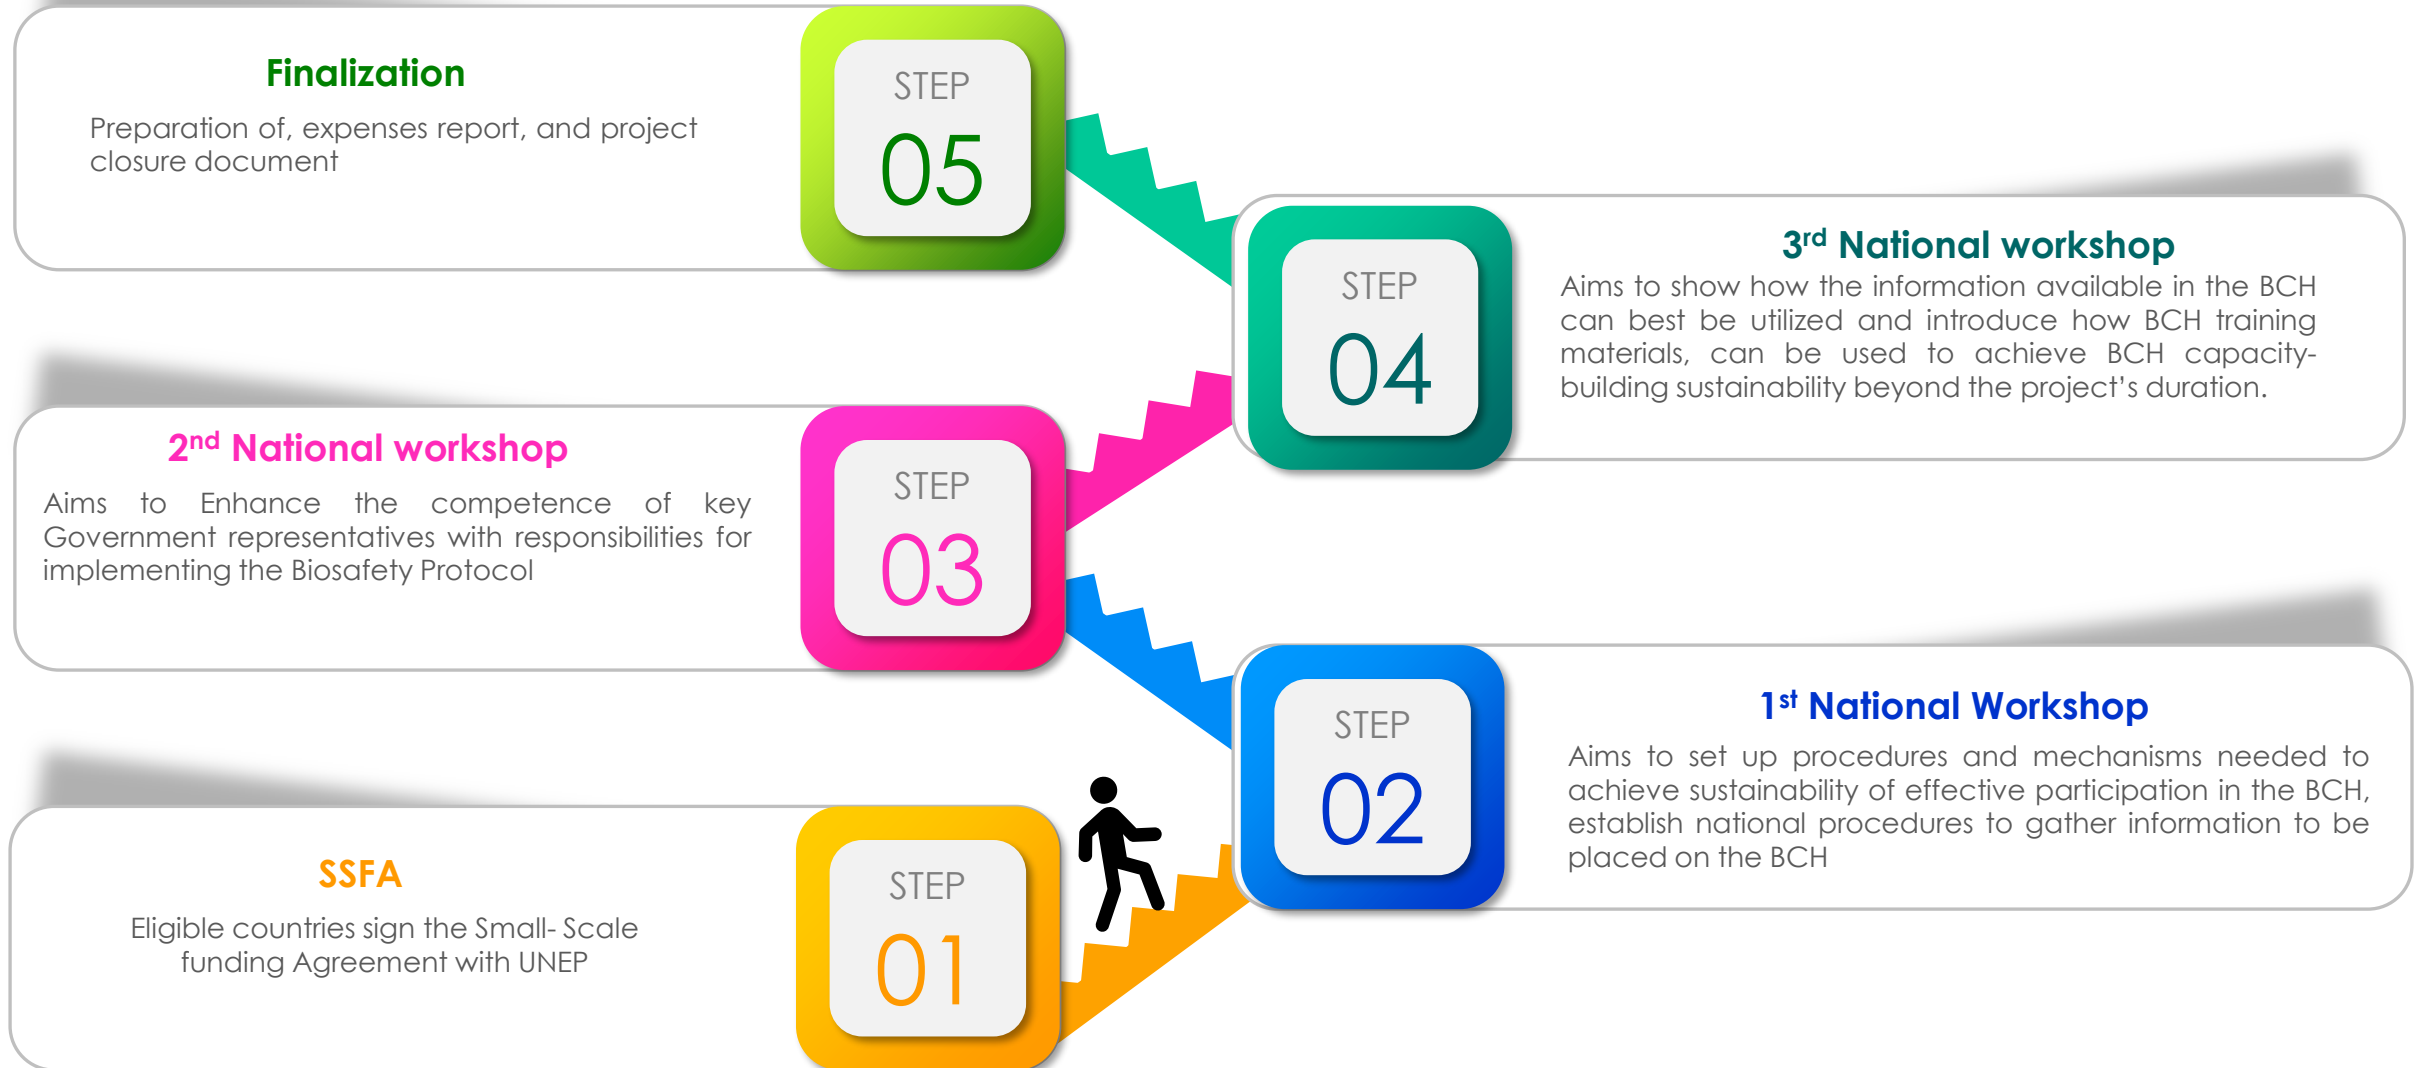 Finalization
Preparation of, expenses report, and project
closure document
STEP
05
3rd National workshop
Aims to show how the information available in the BCH
can best be utilized and introduce how BCH training
materials, can be used to achieve BCH capacity-
building sustainability beyond the project’s duration.
STEP
04
2nd National workshop
Aims to Enhance the competence of key
Government representatives with responsibilities for
implementing the Biosafety Protocol
STEP
03
1st National Workshop
Aims to set up procedures and mechanisms needed to
achieve sustainability of effective participation in the BCH,
establish national procedures to gather information to be
placed on the BCH
STEP
02
SSFA
Eligible countries sign the Small- Scale
funding Agreement with UNEP
STEP
01